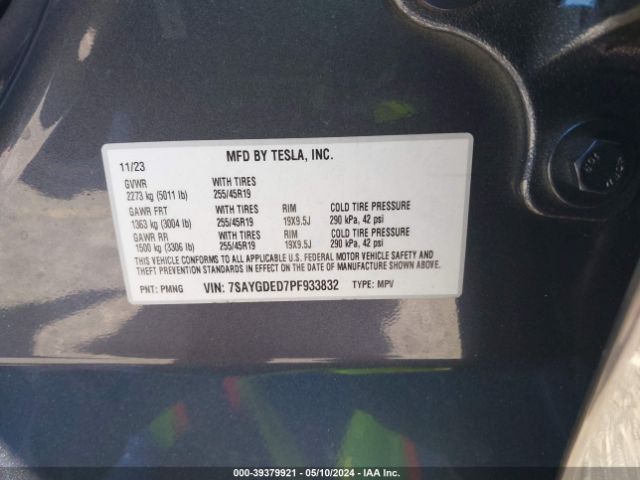 MFD BY TESLA, INC.
11/23
GVWR WITH TIRES
2273 kg (5011 lb) 255/45R19
GAWR FRT WITH TIRES RIM COLD TIRE PRESSURE
1363 kg (3004 lb) 255/45R19 19X9.5J 290 kPa, 42 psi
GAWR RR WITH TIRES RIM COLD TIRE PRESSURE
1500 kg (3306 lb) 255/45R19 19X9.5J 290 kPa, 42 psi
THIS VEHICLE CONFORMS TO ALL APPLICABLE U.S. FEDERAL MOTOR VEHICLE SAFETY AND
THEFT PREVENTION STANDARDS IN EFFECT ON THE DATE OF MANUFACTURE SHOWN ABOVE.
PNT: PMNG VIN: 7SAYGDED7PF933832 TYPE: MPV
000-39379921 - 05/10/2024 - IAA Inc.